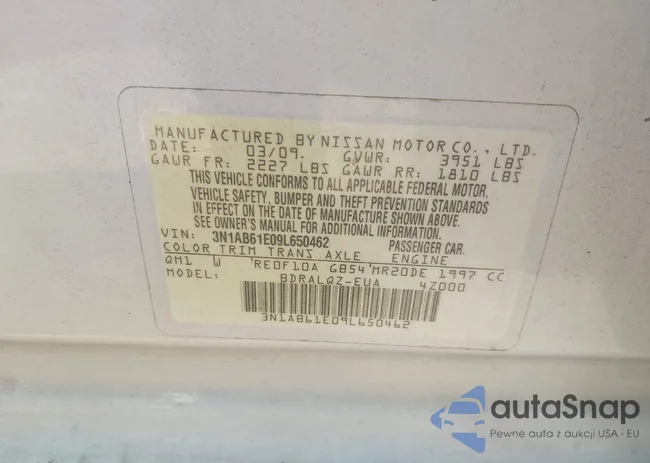 MANUFACTURED BY NISSAN MOTOR CO., LTD.
DATE: 03/09. GVWR: 3951 LBS
GAWR FR: 2227 LBS GAWR RR: 1810 LBS
THIS VEHICLE CONFORMS TO ALL APPLICABLE FEDERAL MOTOR
VEHICLE SAFETY, BUMPER AND THEFT PREVENTION STANDARDS
IN EFFECT ON THE DATE OF MANUFACTURE SHOWN ABOVE.
SEE OWNER'S MANUAL FOR ADDITIONAL INFORMATION.
VIN: 3N1AB61E09L650462 PASSENGER CAR.
COLOR TRIM TRANS AXLE ENGINE
QM1 W RE0F10A GB54 MR20DE 1997 CC
MODEL: BDRALQZ-EUA 4Z000
3N1AB61E09L650462
autaSnap
Pewne auta z aukcji USA i EU